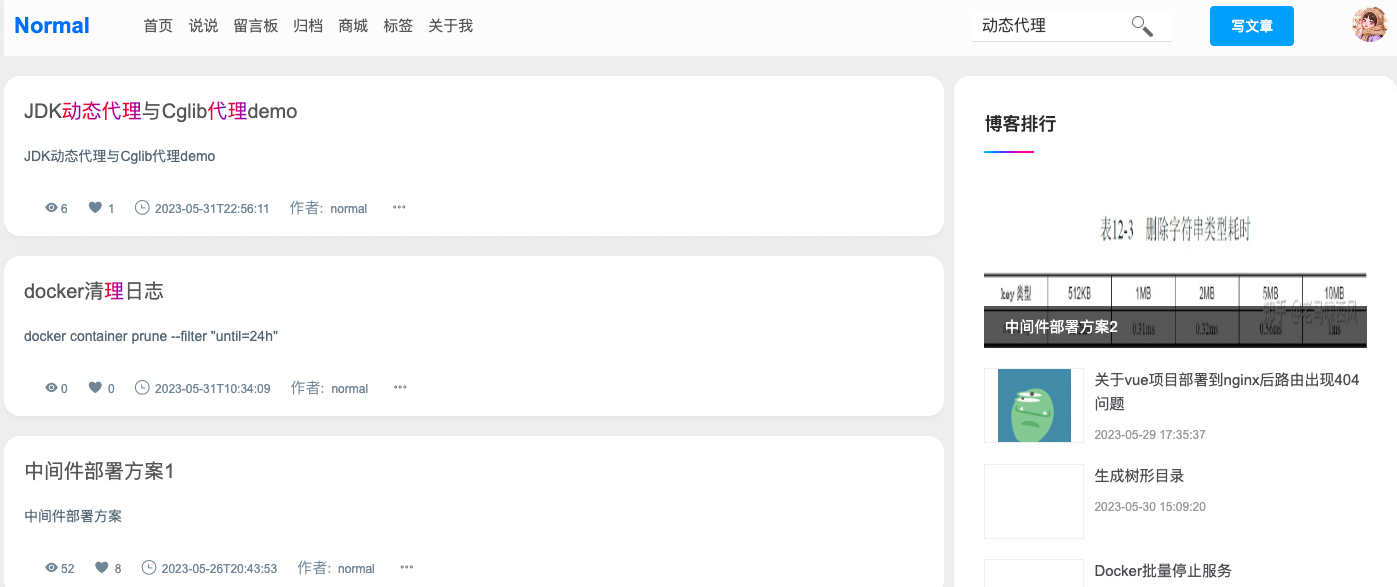 Normal
首页 说说 留言板 归档 商城 标签 关于我
动态代理
写文章
JDK动态代理与Cglib代理demo
JDK动态代理与Cglib代理demo
6 1 2023-05-31T22:56:11 作者: normal ···
docker清理日志
docker container prune --filter "until=24h"
0 0 2023-05-31T10:34:09 作者: normal ···
中间件部署方案1
中间件部署方案
52 8 2023-05-26T20:43:53 作者: normal ···
博客排行
表12-3 删除字符串类型耗时
key 类型 512KB 1MB 2MB 5MB 10MB
中间件部署方案2
0.31ms 0.32ms 0.56ms 1ms
关于vue项目部署到nginx后路由出现404
问题
2023-05-29 17:35:37
生成树形目录
2023-05-30 15:09:20
Docker批量停止服务